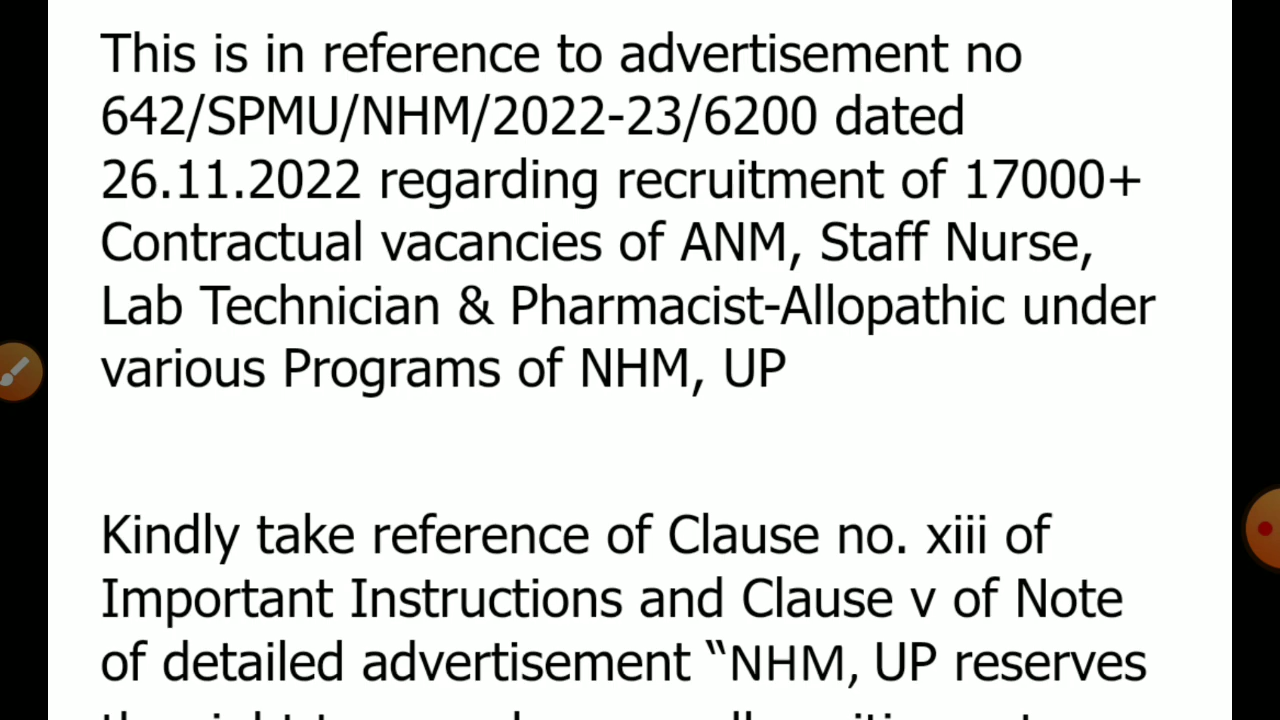 This is in reference to advertisement no
642/SPMU/NHM/2022-23/6200 dated
26.11.2022 regarding recruitment of 17000+
Contractual vacancies of ANM, Staff Nurse,
Lab Technician & Pharmacist-Allopathic under
various Programs of NHM, UP
Kindly take reference of Clause no. xiii of
Important Instructions and Clause v of Note
of detailed advertisement “NHM, UP reserves